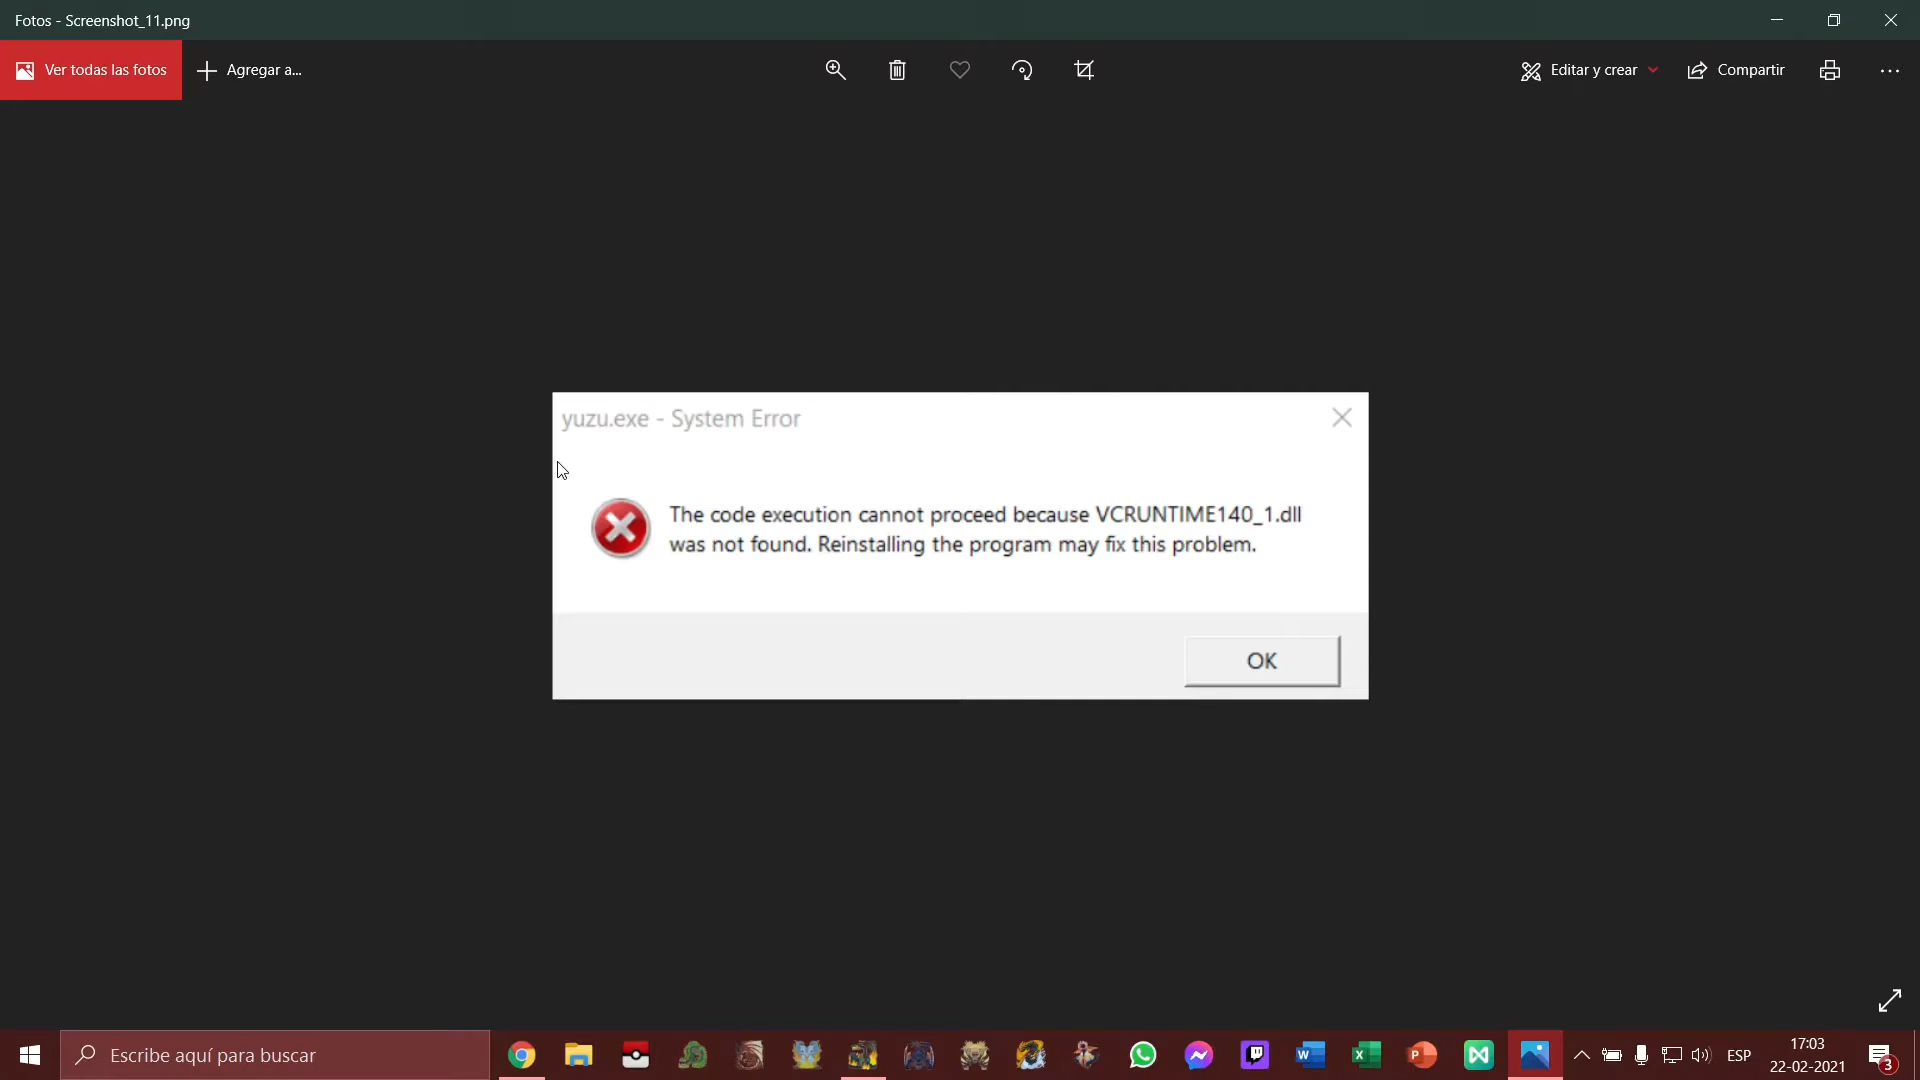 Fotos - Screenshot_11.png
Ver todas las fotos
Agregar a...
Editar y crear
Compartir
yuzu.exe - System Error
The code execution cannot proceed because VCRUNTIME140_1.dll
was not found. Reinstalling the program may fix this problem.
OK
Escribe aquí para buscar
ESP
17:03
22-02-2021
3